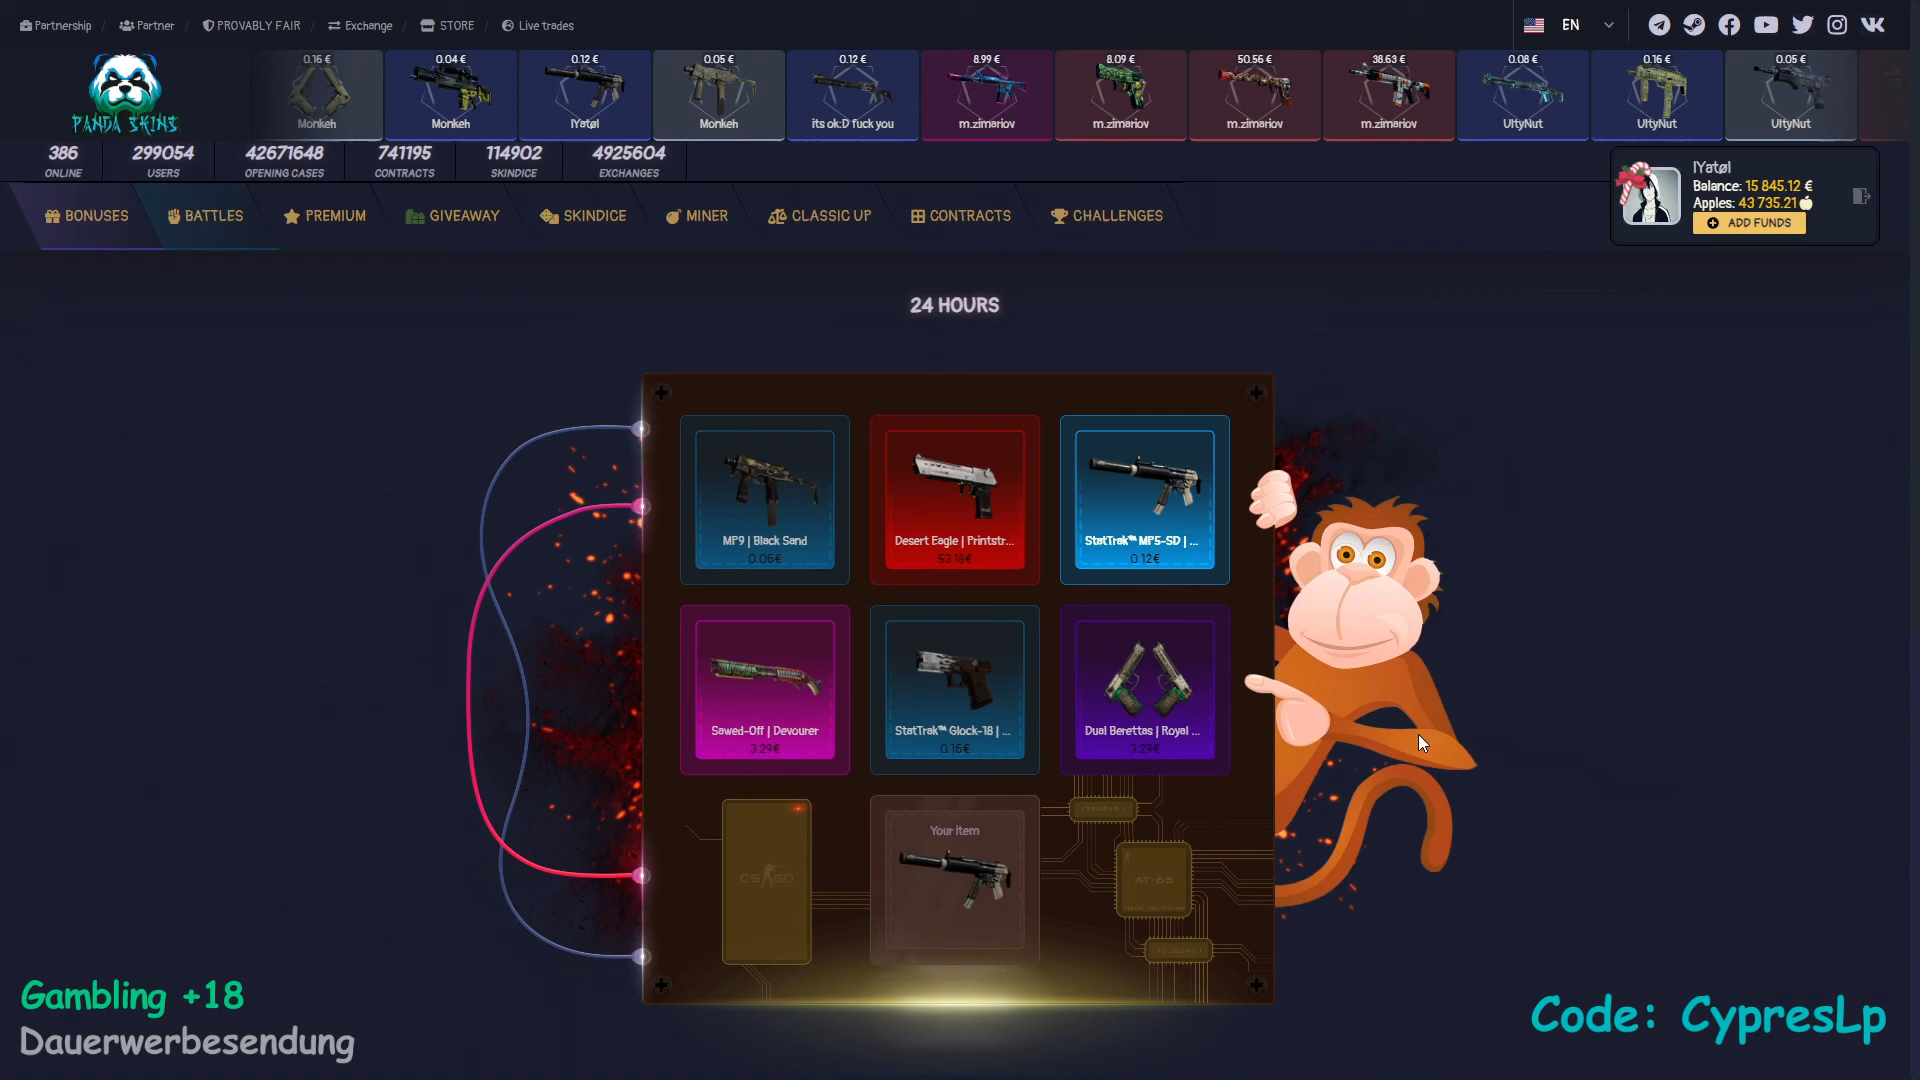 Partnership / Partner / PROVABLY FAIR / Exchange / STORE / Live trades
EN
PANDA SKINS
0.16 €
Monkeh
0.04 €
Monkeh
0.12 €
IYatøl
0.05 €
Monkeh
0.12 €
its ok:D fuck you
8.99 €
m.zimariov
8.09 €
m.zimariov
50.56 €
m.zimariov
38.63 €
m.zimariov
0.08 €
UltyNut
0.16 €
UltyNut
0.05 €
UltyNut
386
ONLINE
299054
USERS
42671648
OPENING CASES
741195
CONTRACTS
114902
SKINDICE
4925604
EXCHANGES
IYatøl
Balance: 15 845.12 €
Apples: 43 735.21
ADD FUNDS
BONUSES
BATTLES
PREMIUM
GIVEAWAY
SKINDICE
MINER
CLASSIC UP
CONTRACTS
CHALLENGES
24 HOURS
MP9 | Black Sand
0.06€
Desert Eagle | Printstr...
53.18€
StatTrak™ MP5-SD | ...
0.12€
Sawed-Off | Devourer
3.29€
StatTrak™ Glock-18 | ...
0.16€
Dual Berettas | Royal ...
3.29€
CS GO
Your item
AT-65
Gambling +18
Dauerwerbesendung
Code: CypresLp